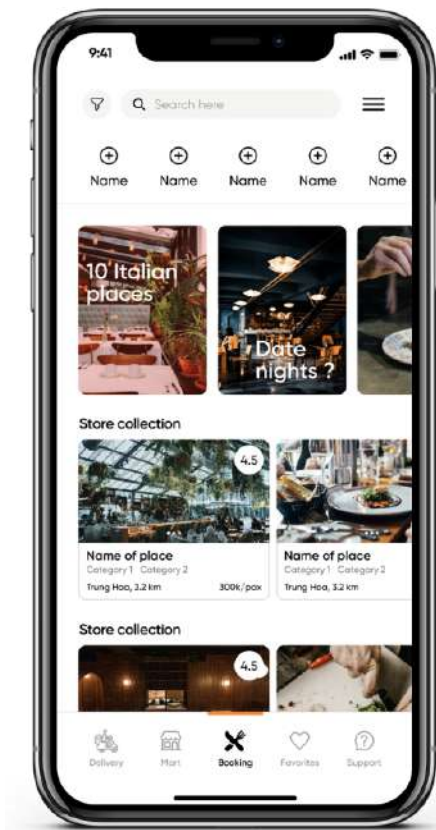 9:41
Search here
Name Name Name Name Name
10 Italian
places
Date
nights ?
Store collection
4.5
Name of place Name of place
Category 1 Category 2 Category 1 Category 2
Trung Hoa, 3.2 km 300k/pax Trung Hoa, 3.2 km
Store collection
4.5
Delivery Mart Booking Favorites Support